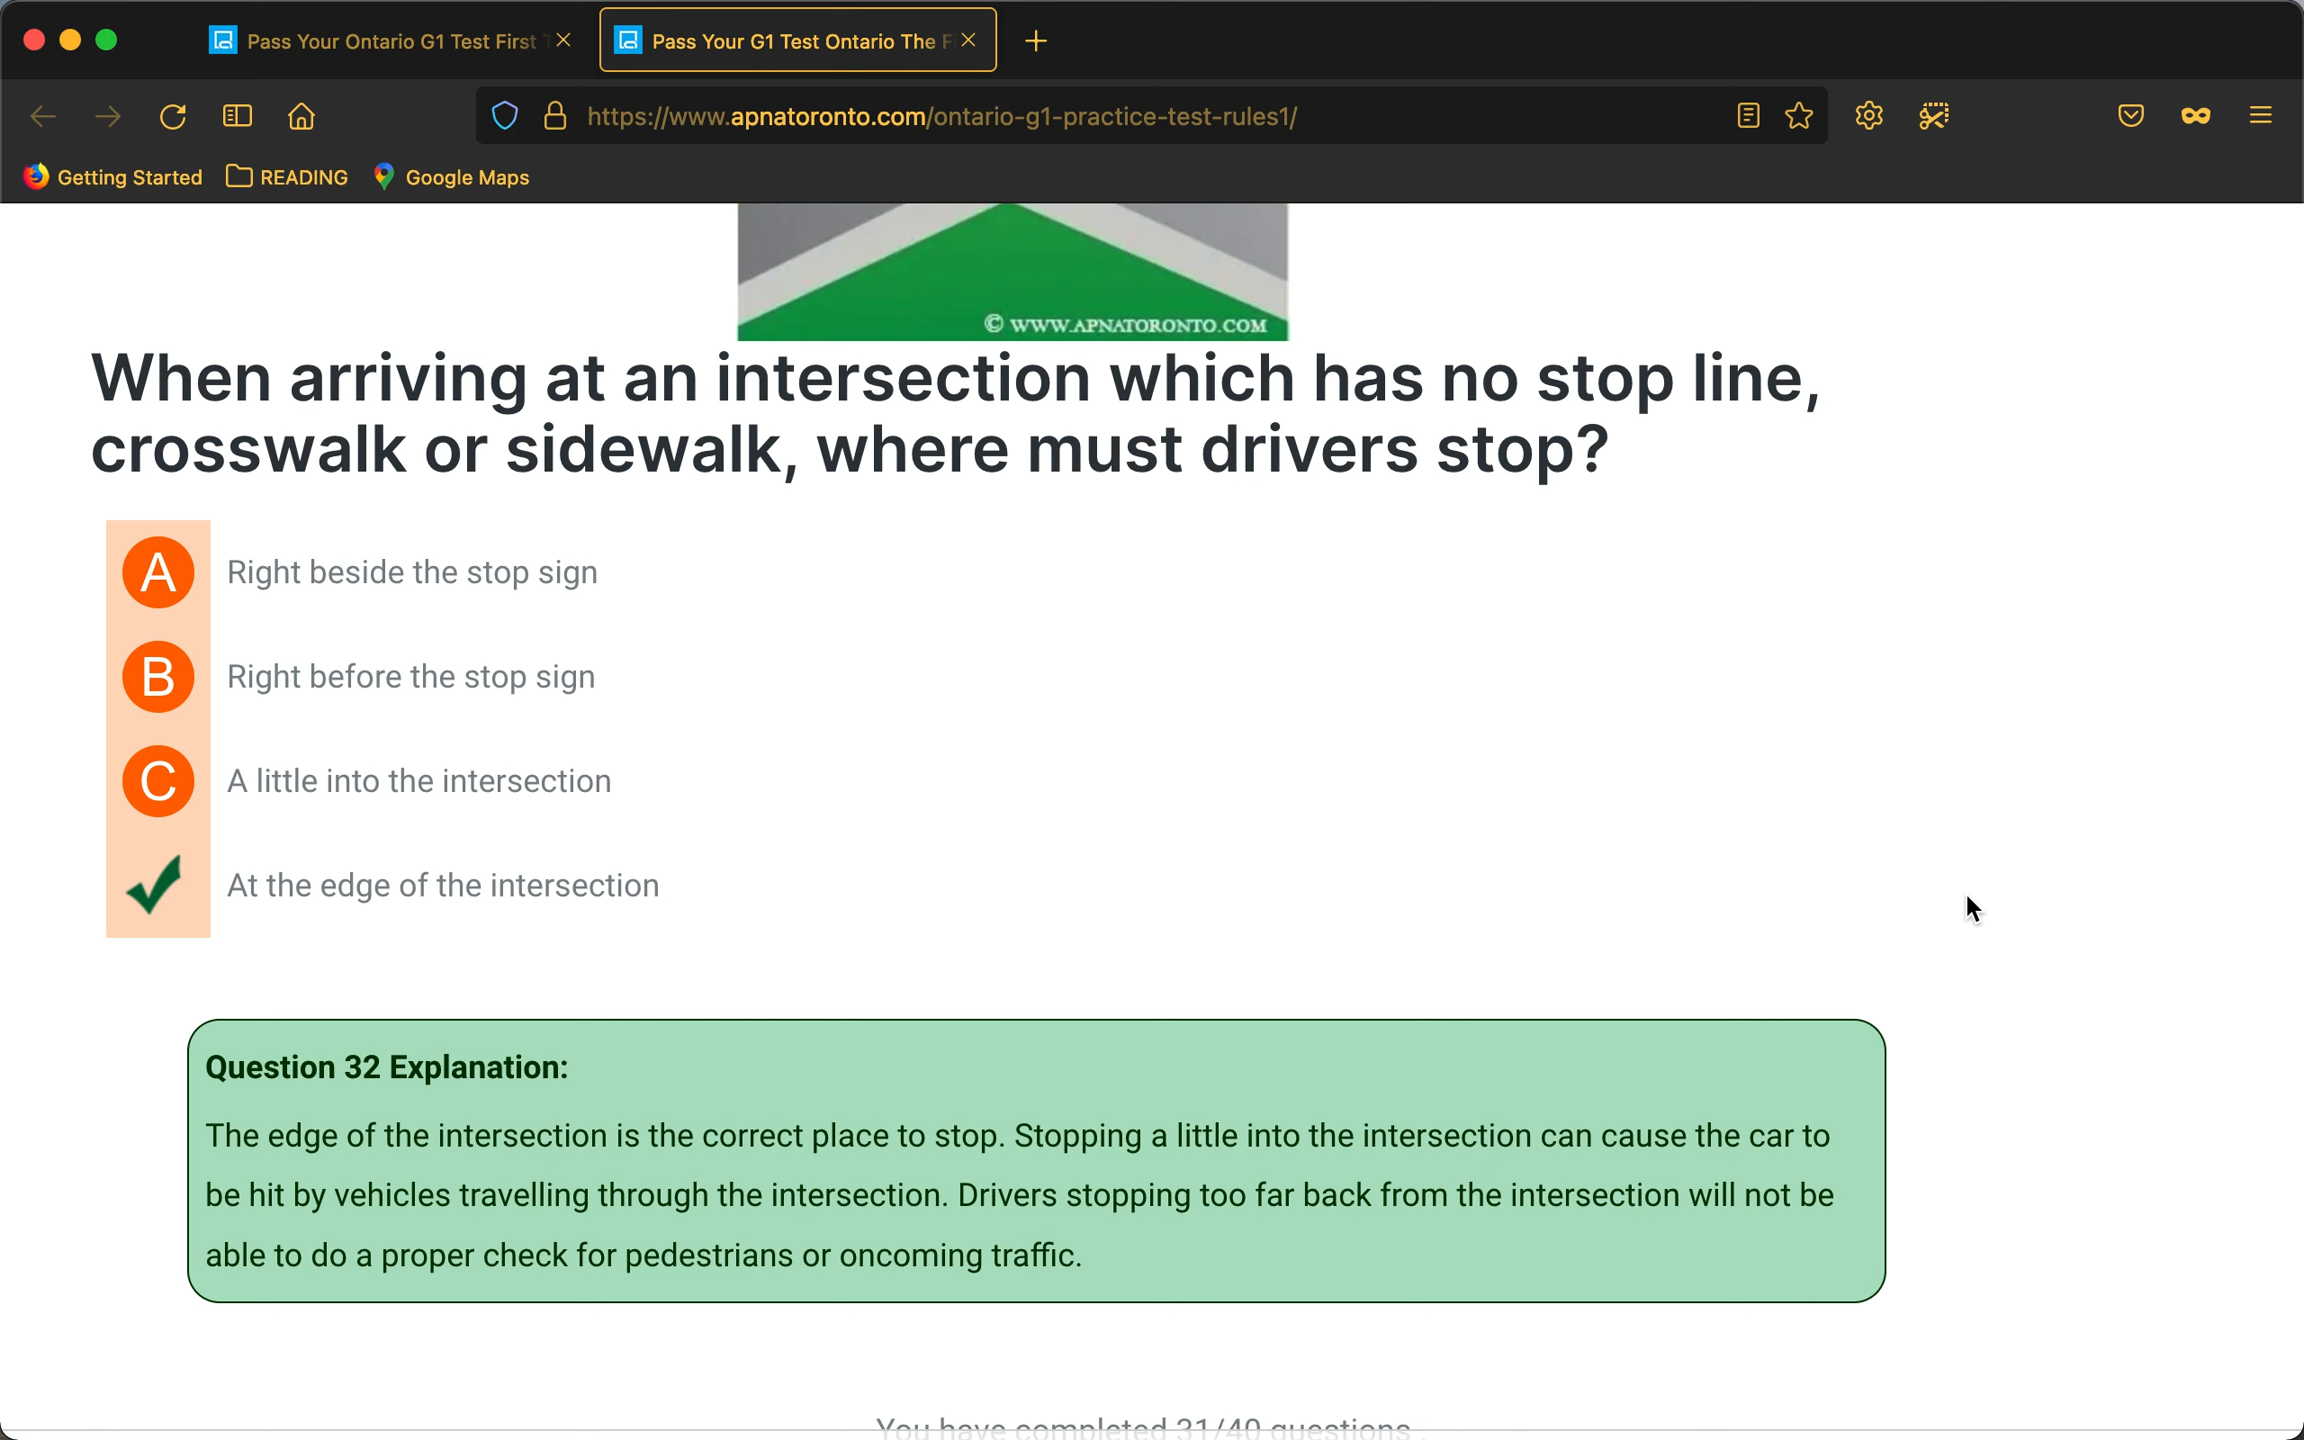 Pass Your Ontario G1 Test First
Pass Your G1 Test Ontario The F
https://www.apnatoronto.com/ontario-g1-practice-test-rules1/
Getting Started
READING
Google Maps
© WWW.APNATORONTO.COM
When arriving at an intersection which has no stop line,
crosswalk or sidewalk, where must drivers stop?
A Right beside the stop sign
B Right before the stop sign
C A little into the intersection
At the edge of the intersection
Question 32 Explanation:
The edge of the intersection is the correct place to stop. Stopping a little into the intersection can cause the car to
be hit by vehicles travelling through the intersection. Drivers stopping too far back from the intersection will not be
able to do a proper check for pedestrians or oncoming traffic.
You have completed 31/40 questions .